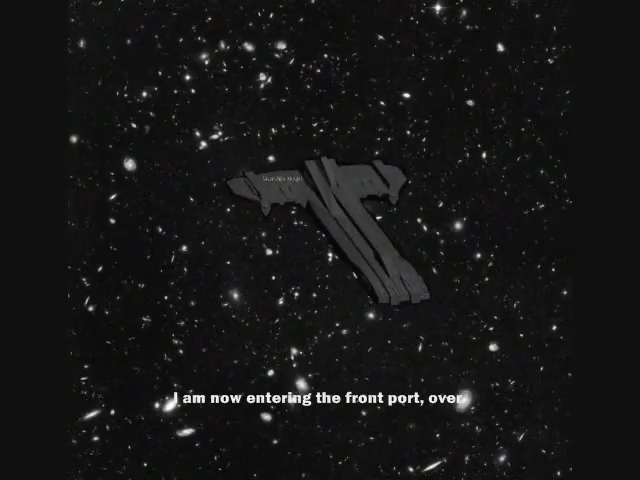 I am now entering the front port, over.